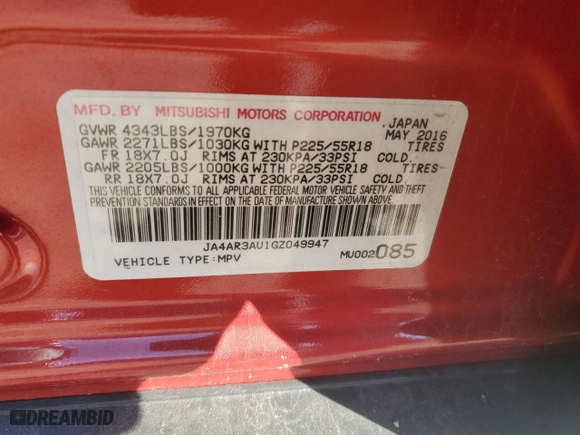 MFD. BY MITSUBISHI MOTORS CORPORATION , JAPAN
GVWR 4343LBS/1970KG MAY 2016
GAWR 2271LBS/1030KG WITH P225/55R18 TIRES
FR 18X7.0J RIMS AT 230KPA/33PSI COLD.
GAWR 2205LBS/1000KG WITH P225/55R18 TIRES
RR 18X7.0J RIMS AT 230KPA/33PSI COLD.
THIS VEHICLE CONFORMS TO ALL APPLICABLE FEDERAL MOTOR VEHICLE SAFETY AND THEFT
PREVENTION STANDARDS IN EFFECT ON THE DATE OF MANUFACTURE SHOWN ABOVE.
JA4AR3AU1GZ049947
VEHICLE TYPE:MPV MU002085
DREAMBID